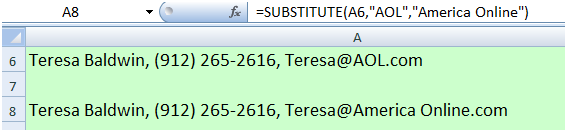 A8 fx =SUBSTITUTE(A6,"AOL","America Online")
A
6 Teresa Baldwin, (912) 265-2616, Teresa@AOL.com
7
8 Teresa Baldwin, (912) 265-2616, Teresa@America Online.com